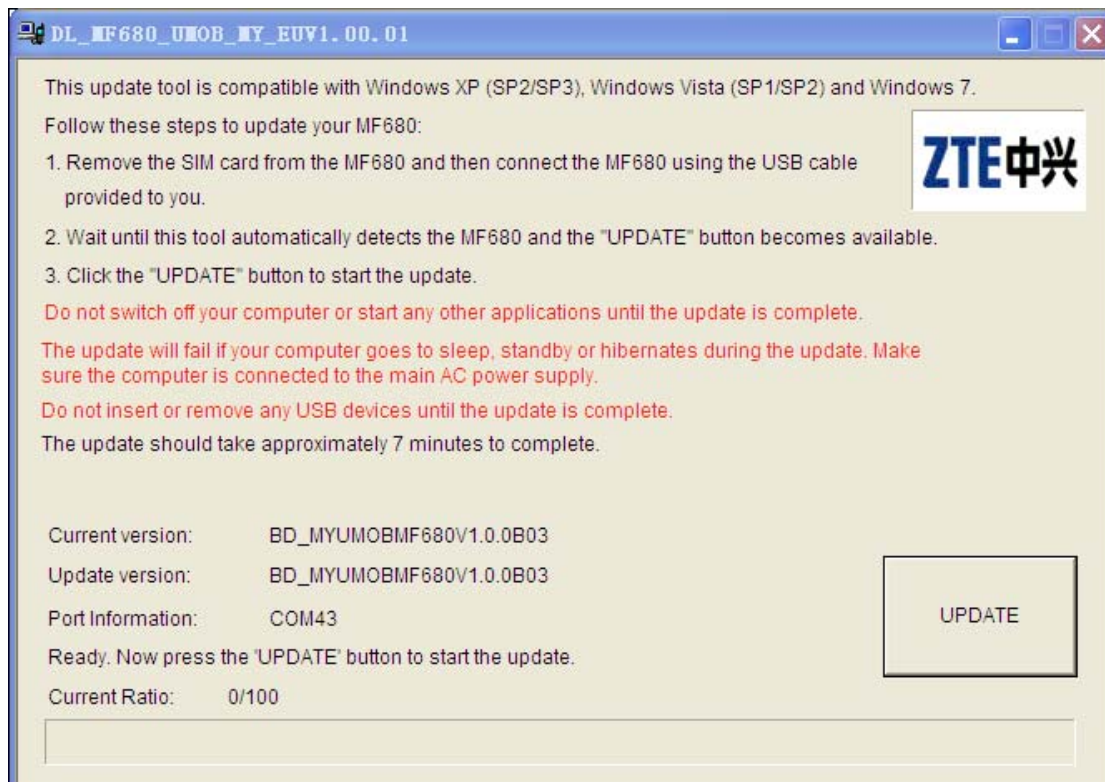 DL_MF680_UMOB_MY_EUV1.00.01
This update tool is compatible with Windows XP (SP2/SP3), Windows Vista (SP1/SP2) and Windows 7.
Follow these steps to update your MF680:
1. Remove the SIM card from the MF680 and then connect the MF680 using the USB cable
provided to you.
ZTE中兴
2. Wait until this tool automatically detects the MF680 and the "UPDATE" button becomes available.
3. Click the "UPDATE" button to start the update.
Do not switch off your computer or start any other applications until the update is complete.
The update will fail if your computer goes to sleep, standby or hibernates during the update. Make
sure the computer is connected to the main AC power supply.
Do not insert or remove any USB devices until the update is complete.
The update should take approximately 7 minutes to complete.
Current version: BD_MYUMOBMF680V1.0.0B03
Update version: BD_MYUMOBMF680V1.0.0B03
Port Information: COM43
UPDATE
Ready. Now press the 'UPDATE' button to start the update.
Current Ratio: 0/100